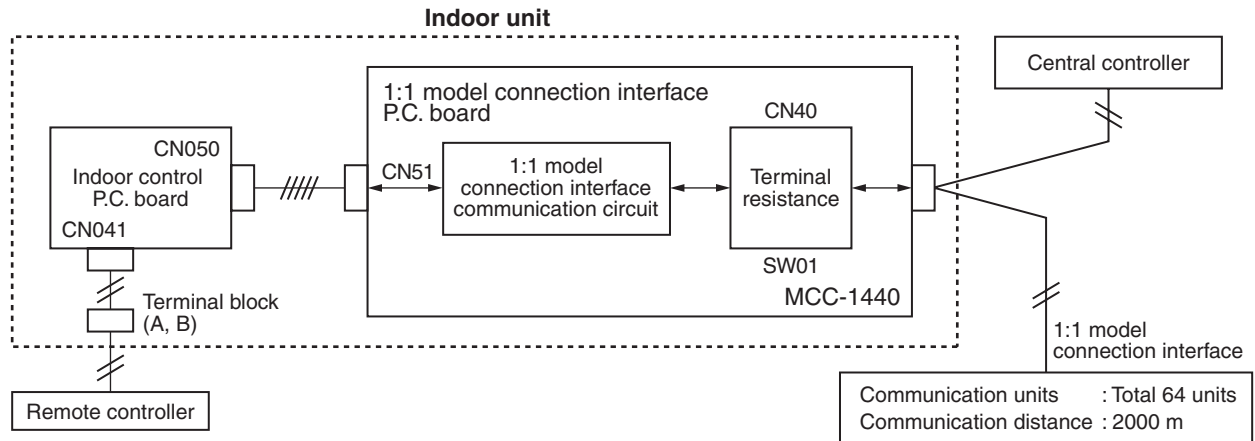 Indoor unit
Central controller
1:1 model connection interface
P.C. board
CN40
CN050
Indoor control
P.C. board
CN041
CN51
1:1 model
connection interface
communication circuit
Terminal
resistance
SW01
MCC-1440
Terminal block
(A, B)
1:1 model
connection interface
Remote controller
Communication units : Total 64 units
Communication distance : 2000 m